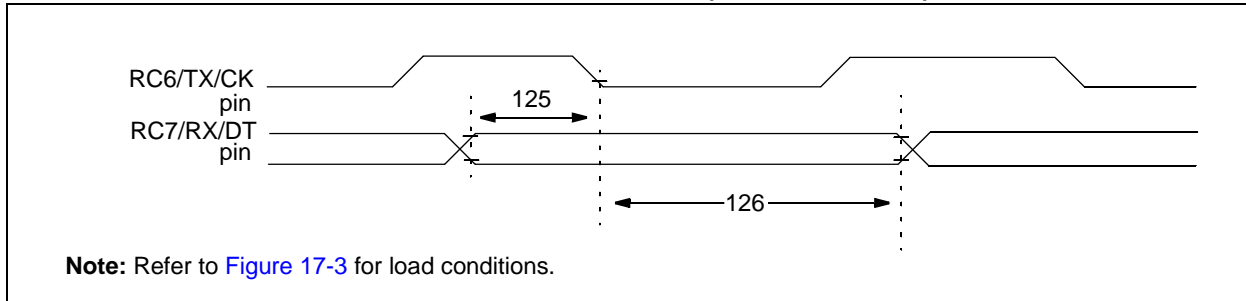 RC6/TX/CK
pin
125
RC7/RX/DT
pin
126
Note: Refer to Figure 17-3 for load conditions.